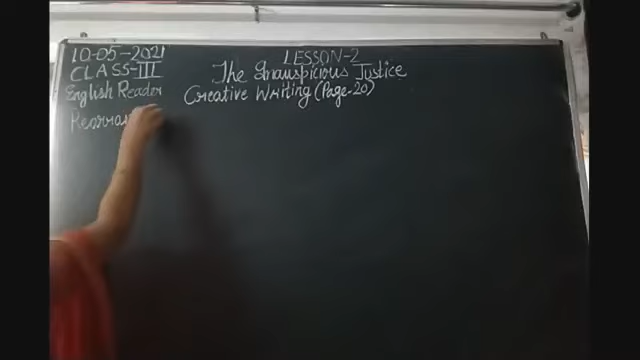 10-05-2021
CLASS-III
English Reader
LESSON-2
The Inauspicious Justice
Creative Writing (Page-20)